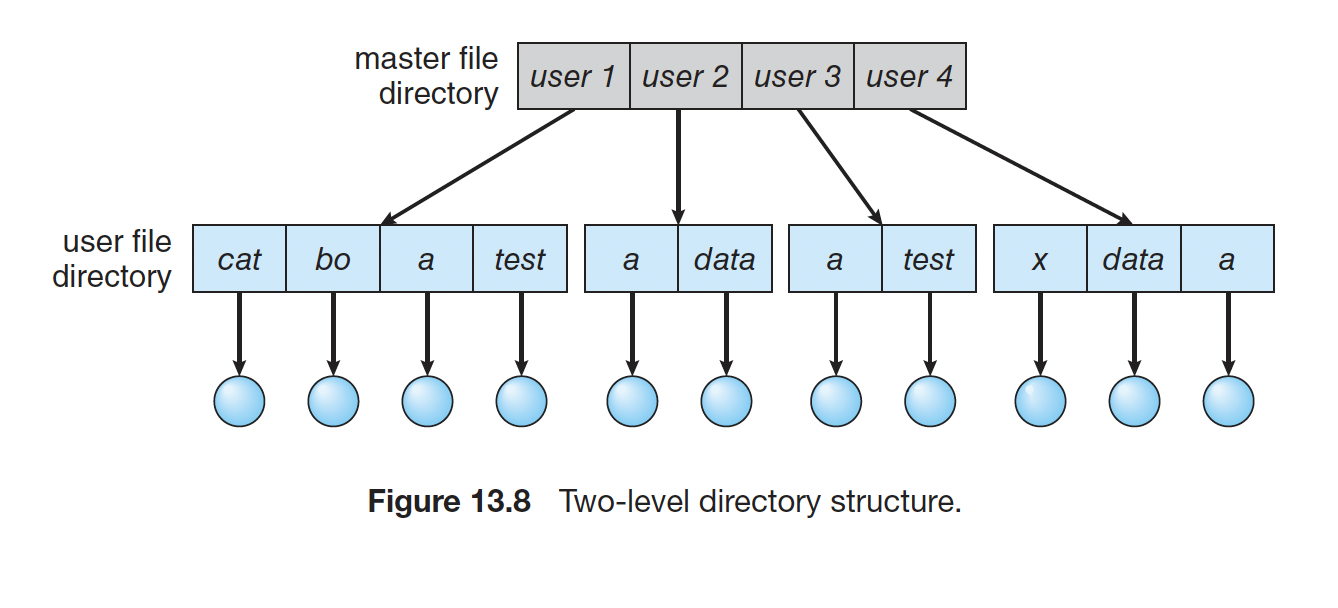 master file
directory
user 1 user 2 user 3 user 4
user file
directory
cat bo a test a data a test x data a
Figure 13.8 Two-level directory structure.